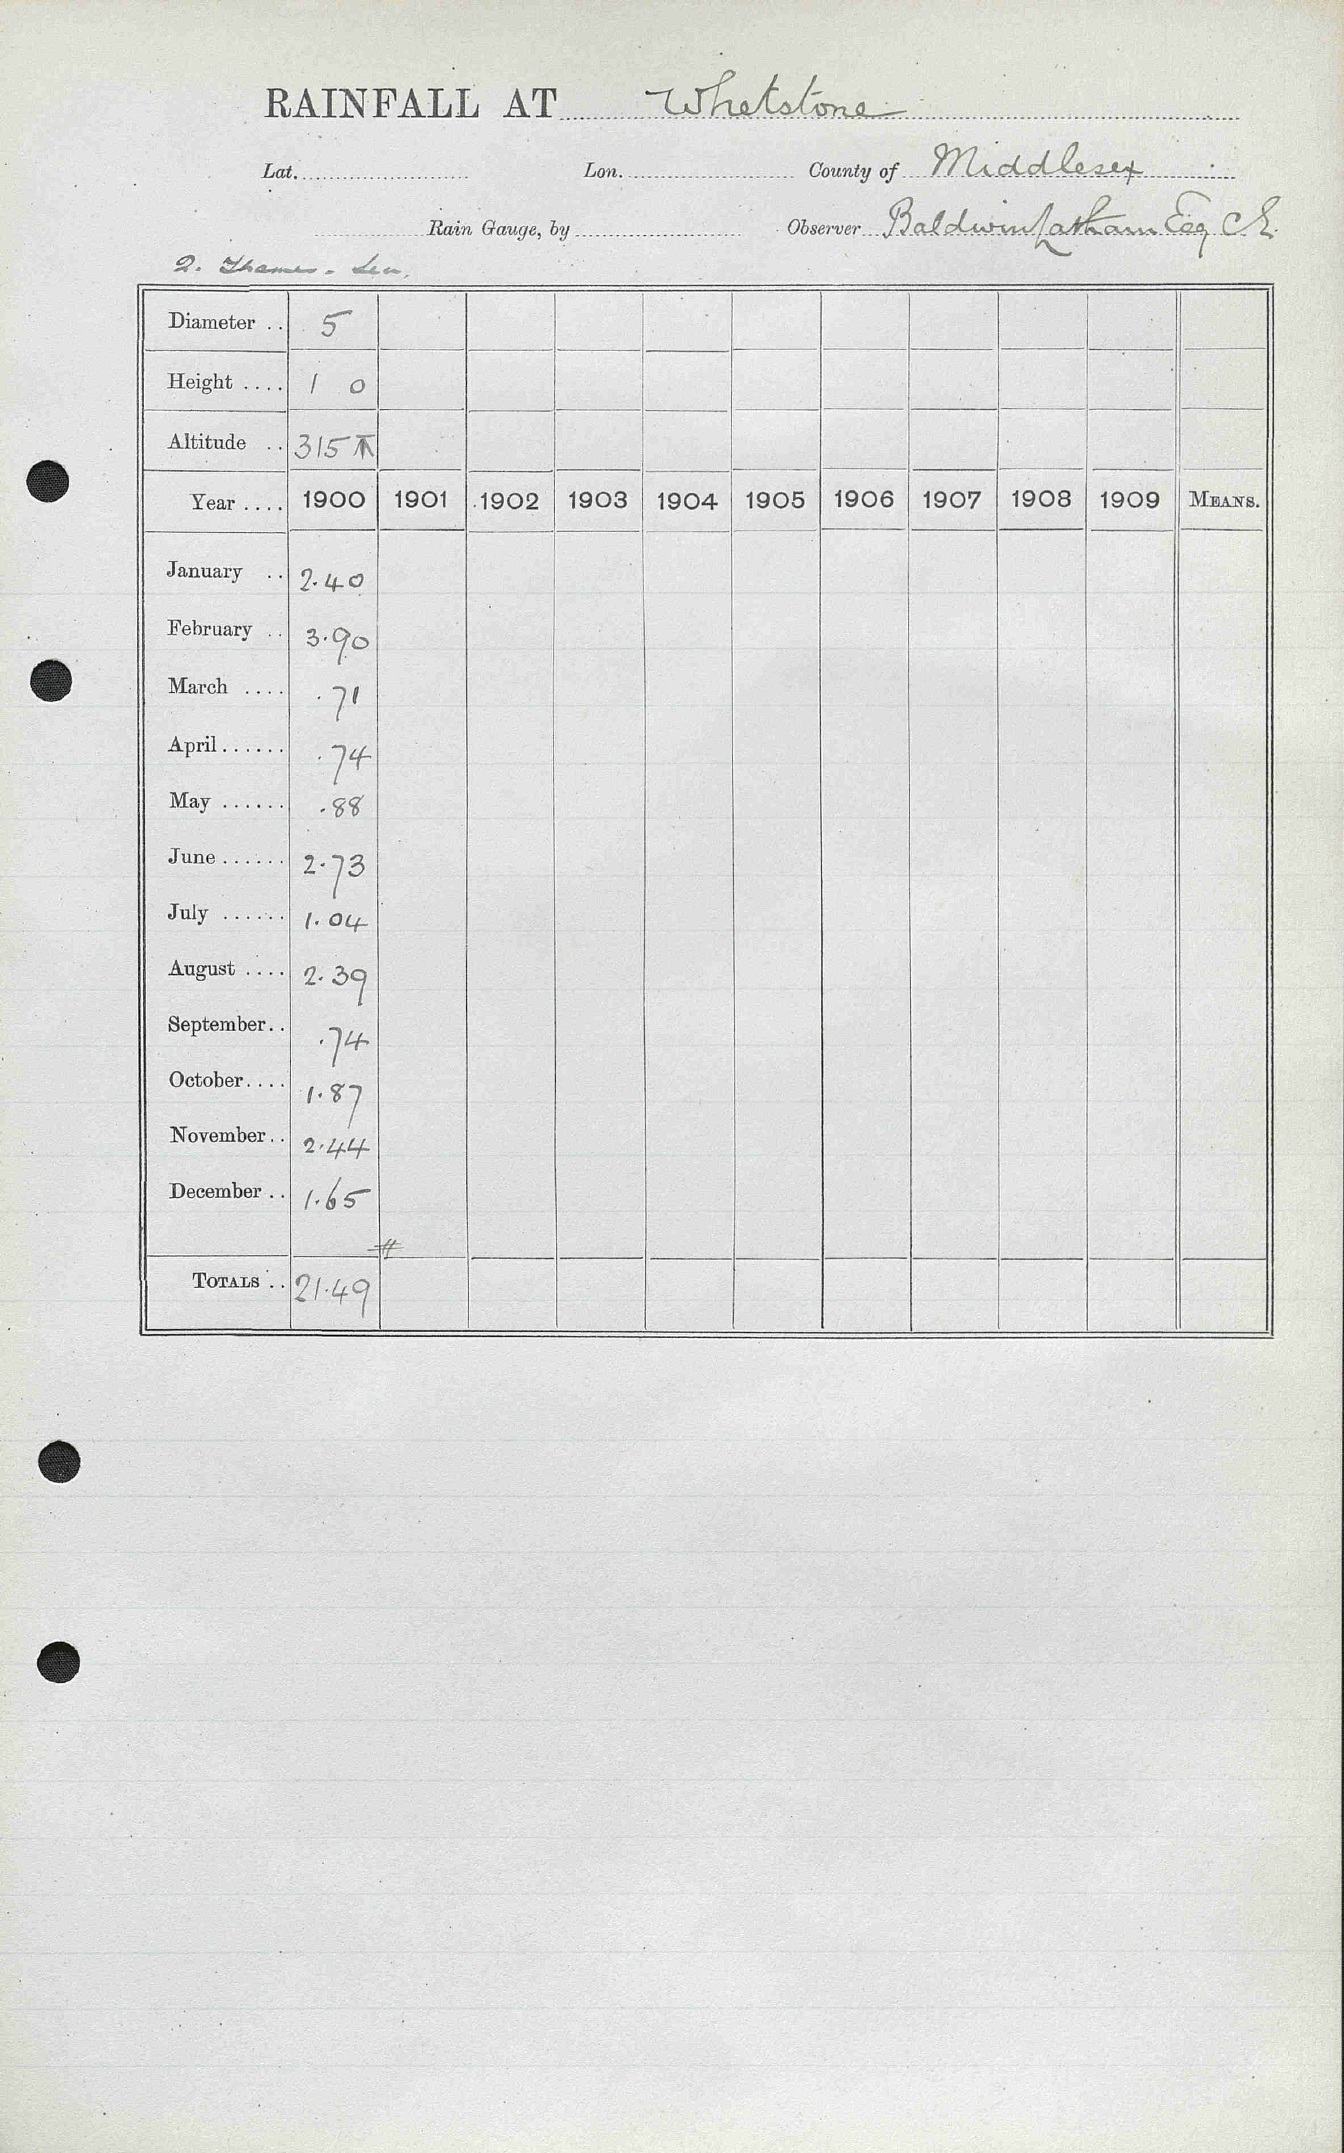 RAINFALL AT Whetstone
Lat. Lon. County of Middlesex
Rain Gauge, by Observer Baldwin Latham Esq C.E.
2. Thames - Lea.
Diameter .. 5
Height .... 1 0
Altitude .. 315
Year .... 1900 1901 1902 1903 1904 1905 1906 1907 1908 1909 MEANS.
January .. 2.40
February .. 3.90
March .... .71
April ...... .74
May ...... .88
June ...... 2.73
July ...... 1.04
August .... 2.39
September .. .74
October .... 1.87
November .. 2.44
December .. 1.65
#
TOTALS .. 21.49